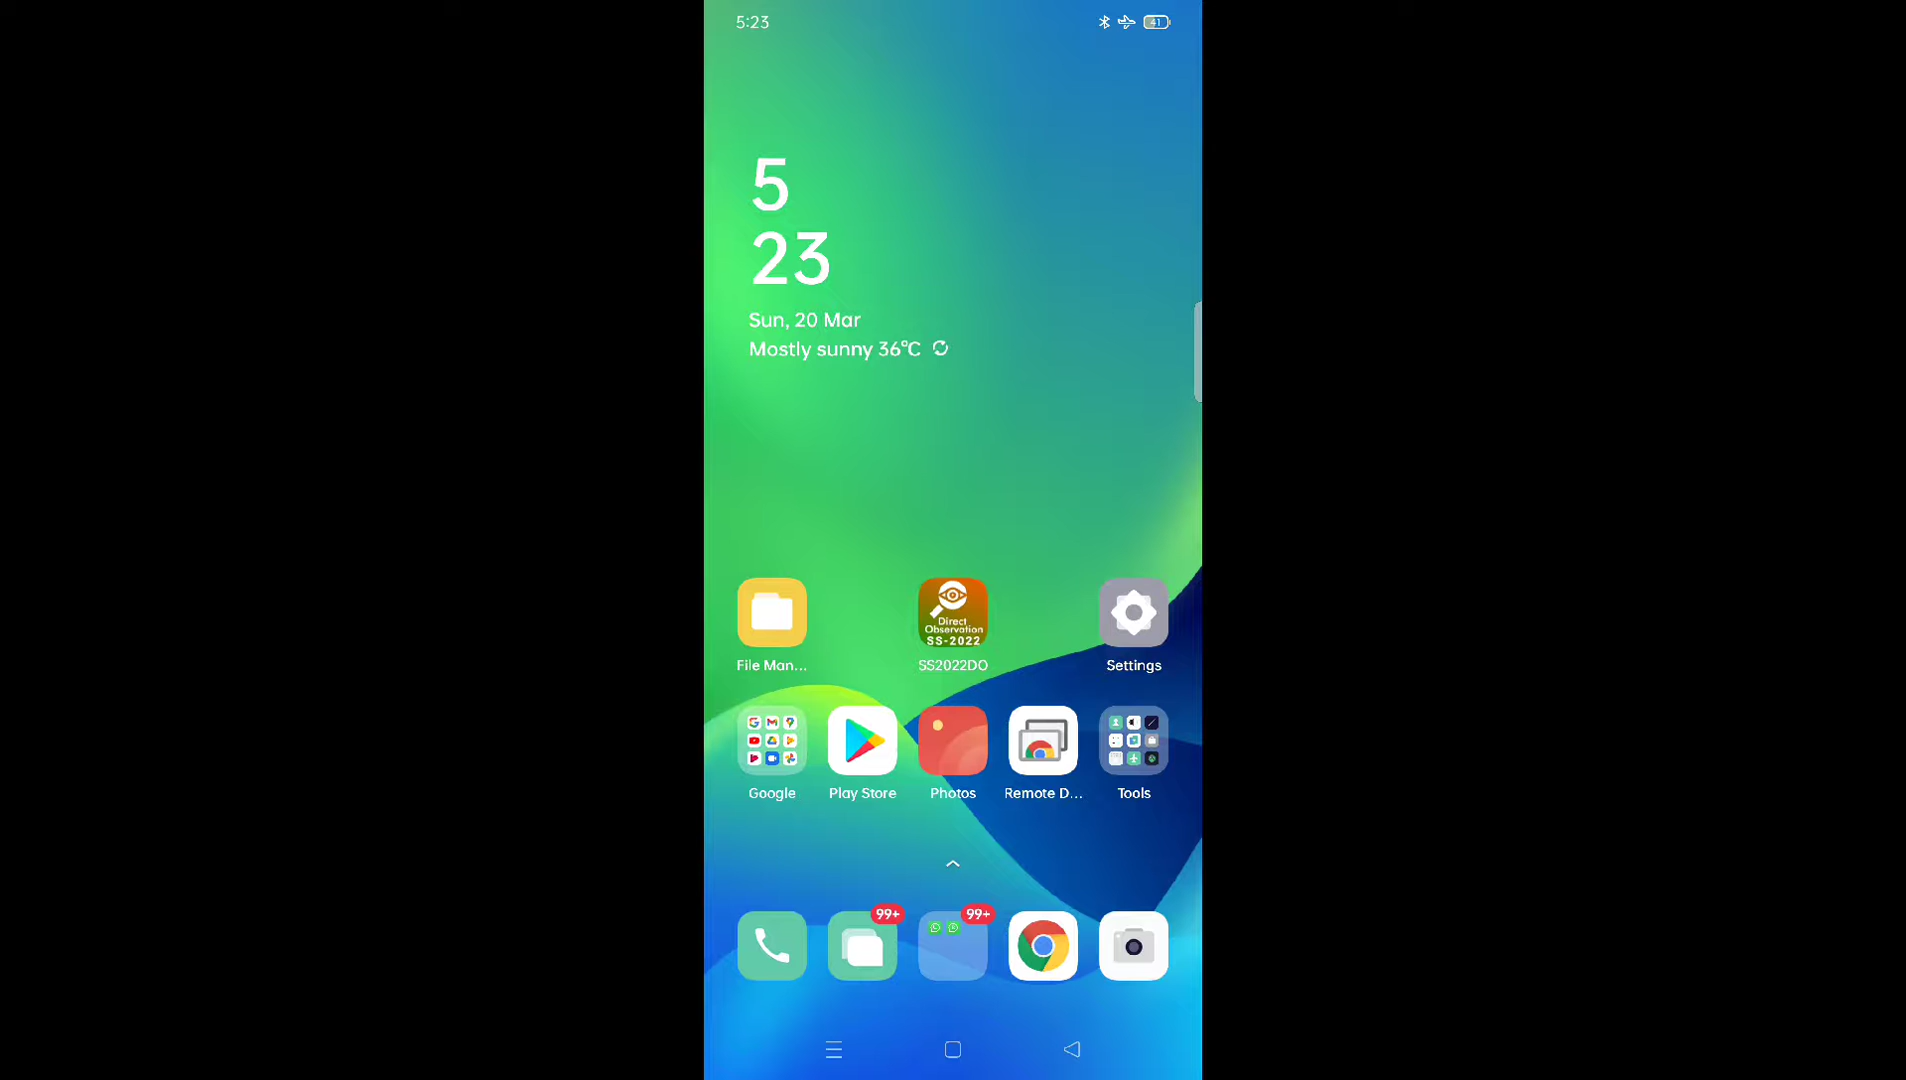 5:23
41
5
23
Sun, 20 Mar
Mostly sunny 36°C
Direct
Observation
SS-2022
File Man...
SS2022DO
Settings
Google
Play Store
Photos
Remote D...
Tools
99+
99+